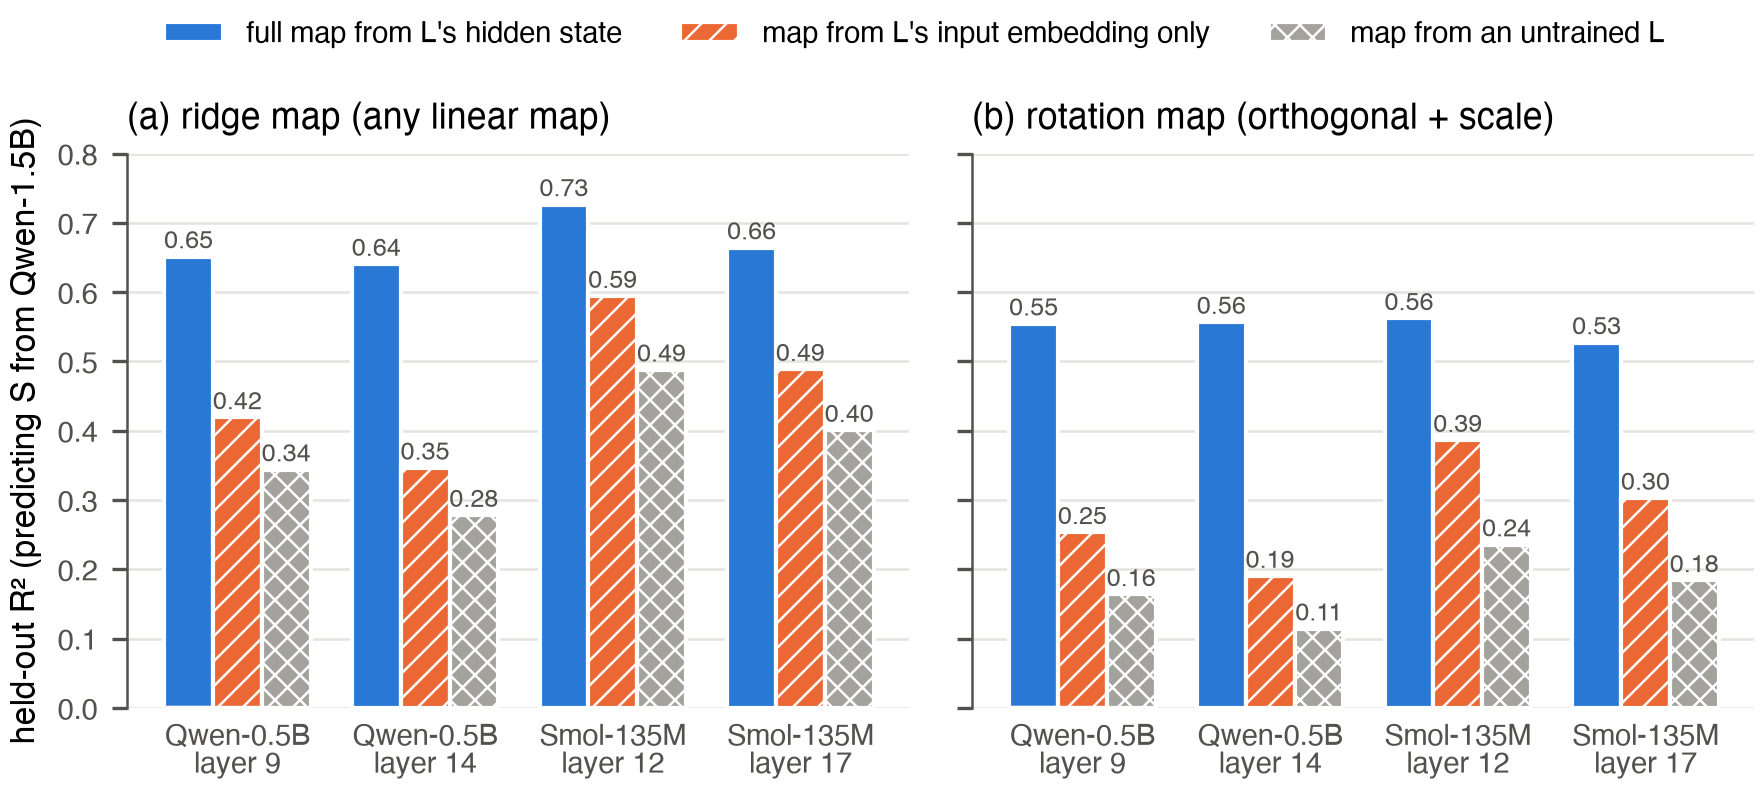 full map from L's hidden state
map from L's input embedding only
map from an untrained L
(a) ridge map (any linear map)
(b) rotation map (orthogonal + scale)
held-out R² (predicting S from Qwen-1.5B)
0.8
0.7
0.6
0.5
0.4
0.3
0.2
0.1
0.0
0.65
0.42
0.34
0.64
0.35
0.28
0.73
0.59
0.49
0.66
0.49
0.40
0.55
0.25
0.16
0.56
0.19
0.11
0.56
0.39
0.24
0.53
0.30
0.18
Qwen-0.5B
layer 9
Qwen-0.5B
layer 14
Smol-135M
layer 12
Smol-135M
layer 17
Qwen-0.5B
layer 9
Qwen-0.5B
layer 14
Smol-135M
layer 12
Smol-135M
layer 17